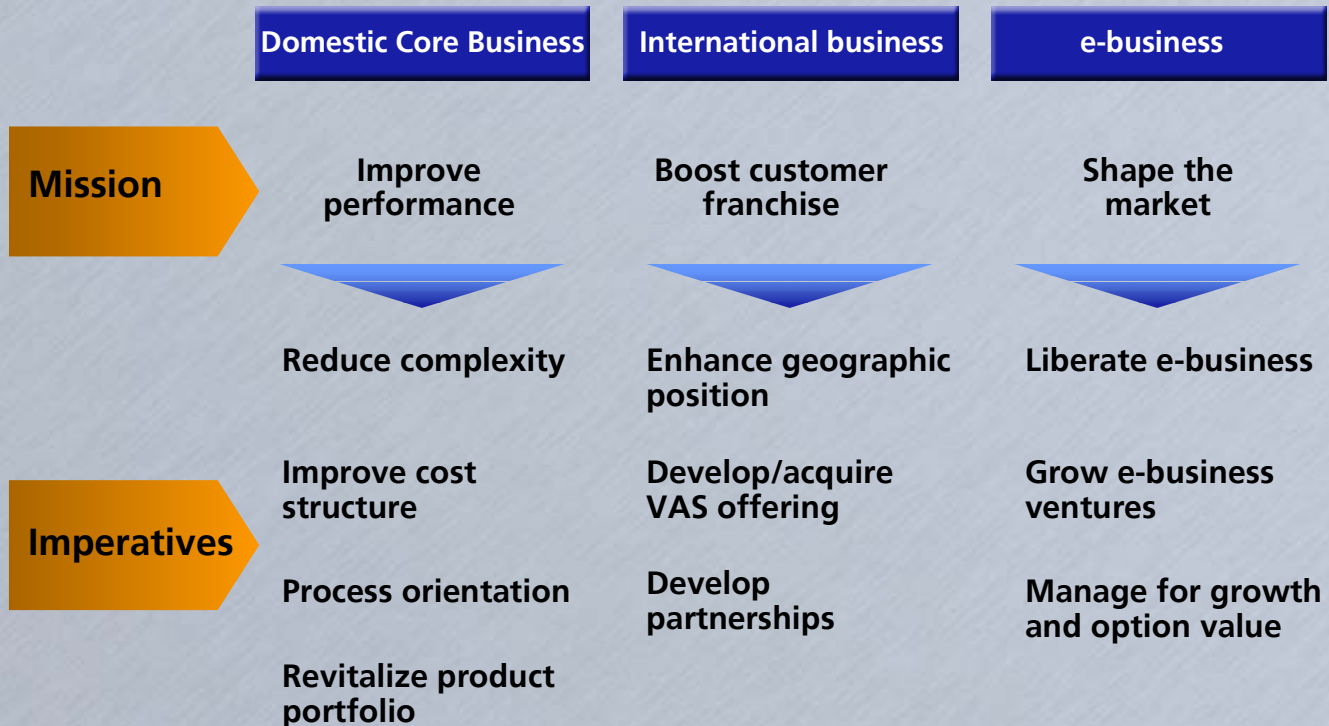 Domestic Core Business
International business
e-business
Mission
Improve
performance
Boost customer
franchise
Shape the
market
Imperatives
Reduce complexity
Improve cost
structure
Process orientation
Revitalize product
portfolio
Enhance geographic
position
Develop/acquire
VAS offering
Develop
partnerships
Liberate e-business
Grow e-business
ventures
Manage for growth
and option value